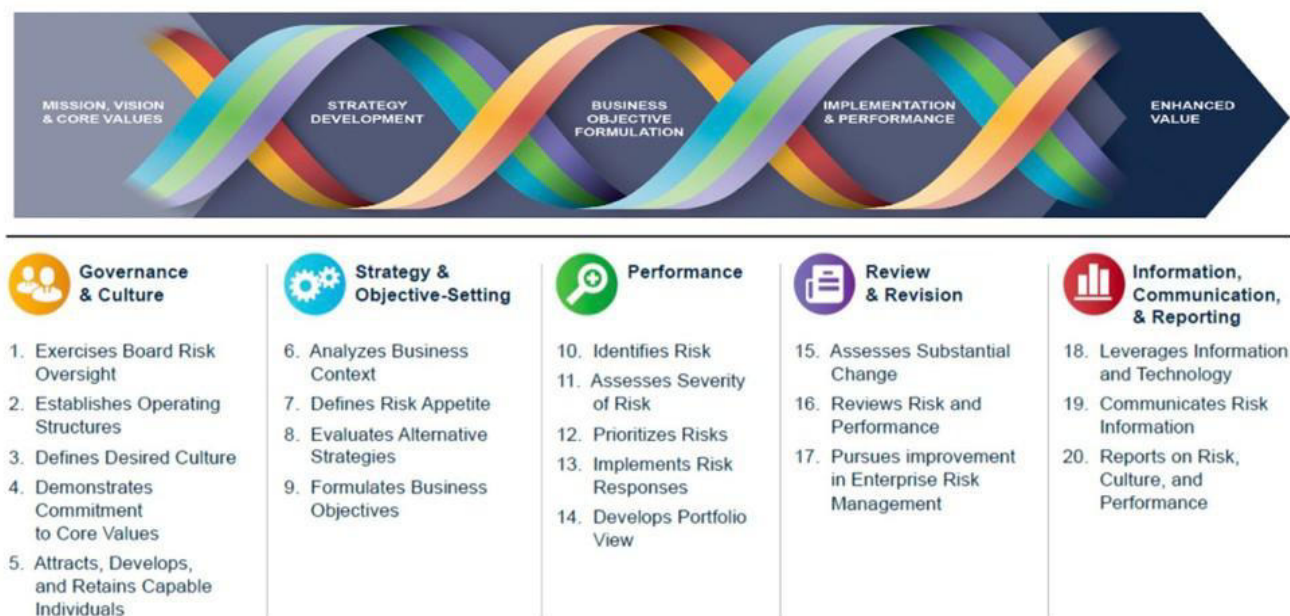 MISSION, VISION
& CORE VALUES
STRATEGY
DEVELOPMENT
BUSINESS
OBJECTIVE
FORMULATION
IMPLEMENTATION
& PERFORMANCE
ENHANCED
VALUE
Governance
& Culture
1. Exercises Board Risk
Oversight
2. Establishes Operating
Structures
3. Defines Desired Culture
4. Demonstrates
Commitment
to Core Values
5. Attracts, Develops,
and Retains Capable
Individuals
Strategy &
Objective-Setting
6. Analyzes Business
Context
7. Defines Risk Appetite
8. Evaluates Alternative
Strategies
9. Formulates Business
Objectives
Performance
10. Identifies Risk
11. Assesses Severity
of Risk
12. Prioritizes Risks
13. Implements Risk
Responses
14. Develops Portfolio
View
Review
& Revision
15. Assesses Substantial
Change
16. Reviews Risk and
Performance
17. Pursues improvement
in Enterprise Risk
Management
Information,
Communication,
& Reporting
18. Leverages Information
and Technology
19. Communicates Risk
Information
20. Reports on Risk,
Culture, and
Performance